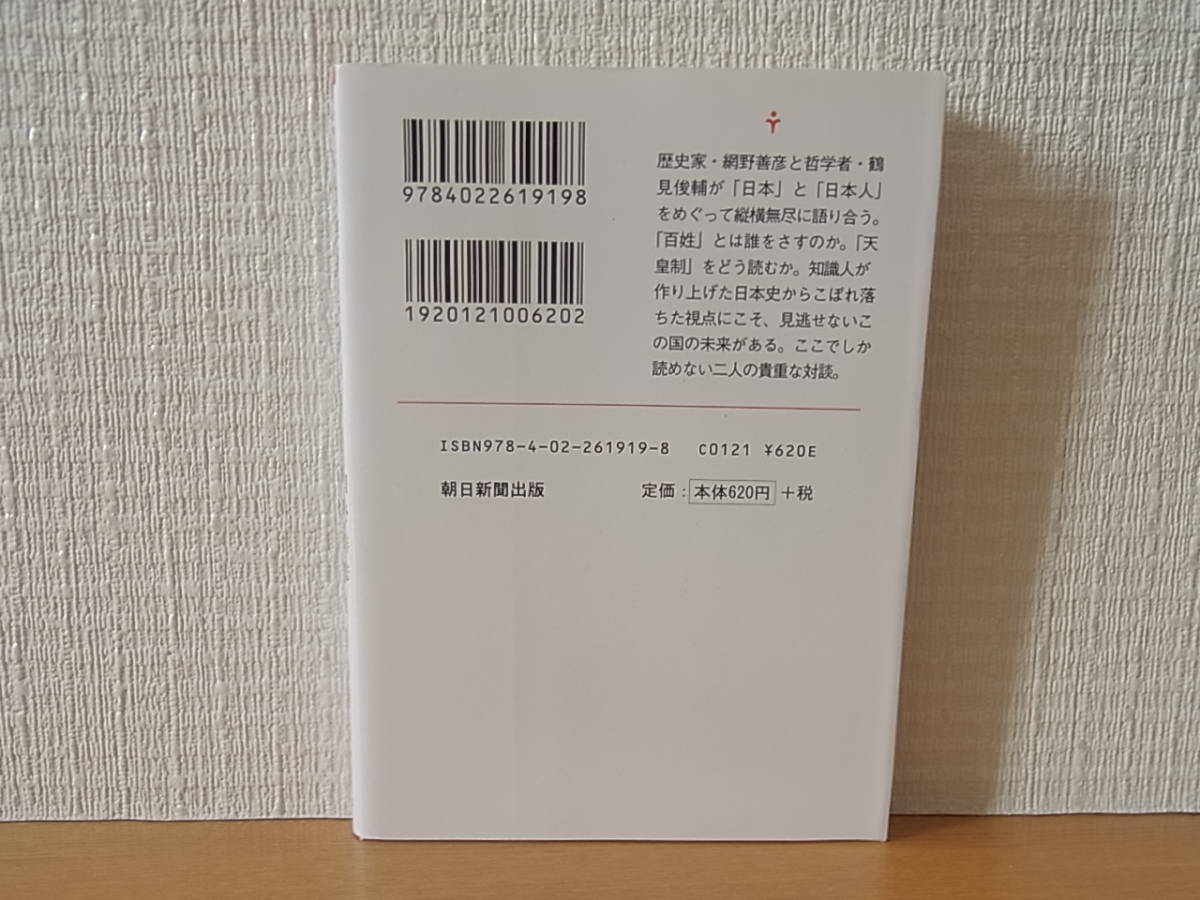 9784022619198
1920121006202
歴史家・網野善彦と哲学者・鶴
見俊輔が「日本」と「日本人」
をめぐって縦横無尽に語り合う。
「百姓」とは誰をさすのか。「天
皇制」をどう読むか。知識人が
作り上げた日本史からこぼれ落
ちた視点にこそ、見逃せないこ
の国の未来がある。ここでしか
読めない二人の貴重な対談。
ISBN978-4-02-261919-8 C0121 ¥620E
朝日新聞出版 定価:本体620円+税